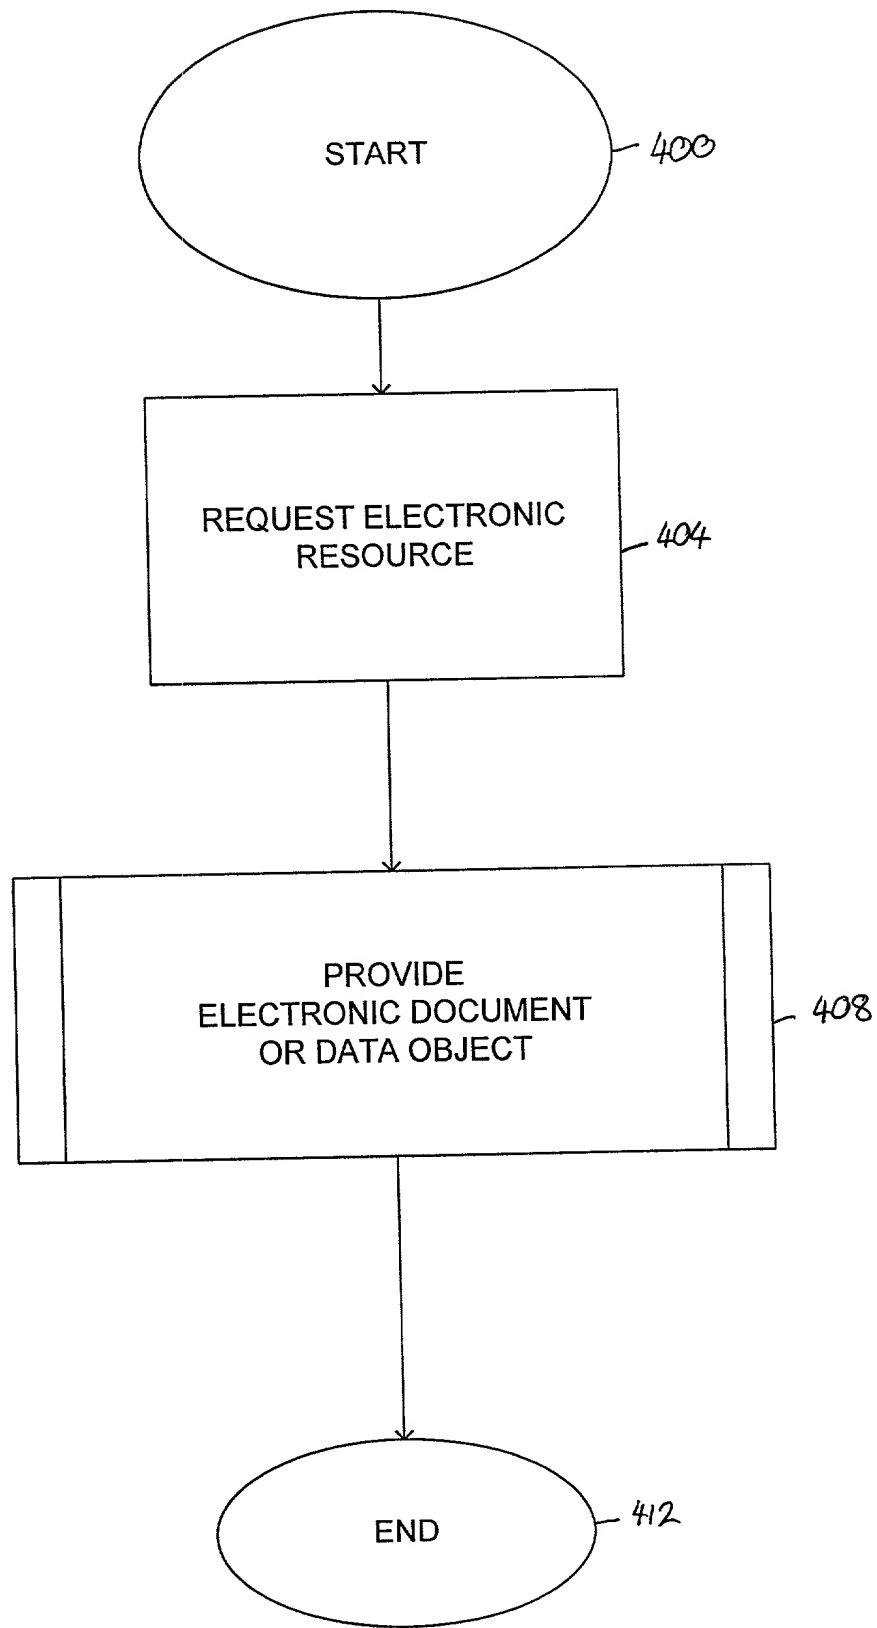 START
400
REQUEST ELECTRONIC
RESOURCE
404
PROVIDE
ELECTRONIC DOCUMENT
OR DATA OBJECT
408
END
412